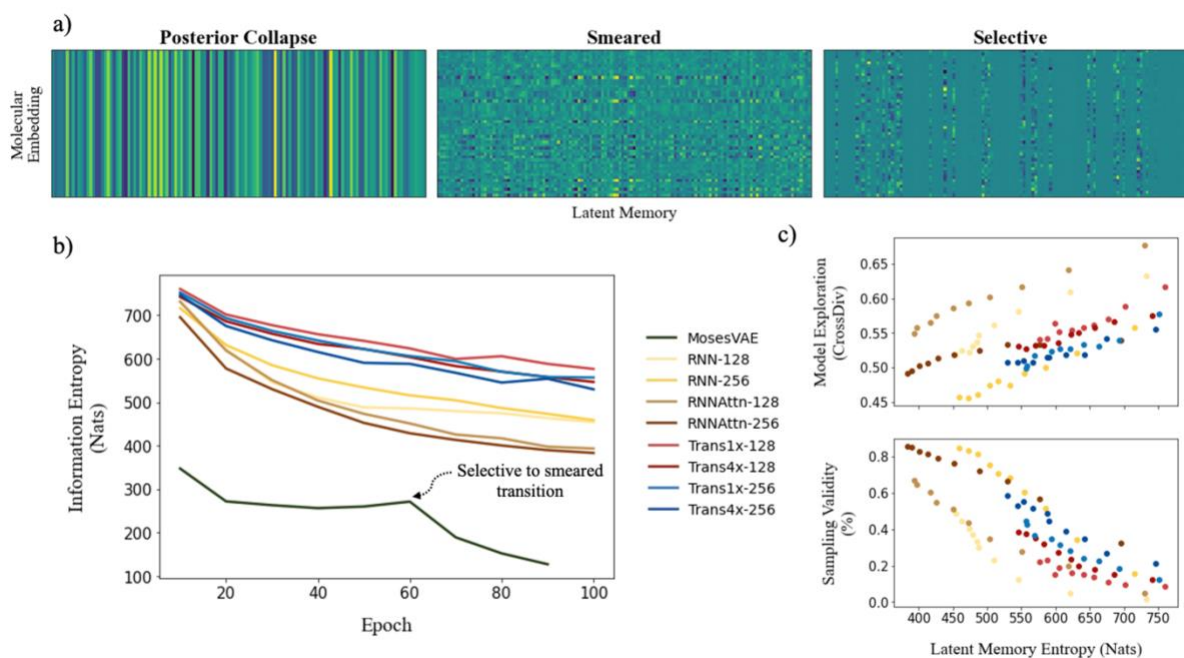 a)
Posterior Collapse
Smeared
Selective
Molecular
Embedding
Latent Memory
b)
Information Entropy
(Nats)
700
600
500
400
300
200
100
20
40
60
80
100
Epoch
Selective to smeared
transition
MosesVAE
RNN-128
RNN-256
RNNAttn-128
RNNAttn-256
Trans1x-128
Trans4x-128
Trans1x-256
Trans4x-256
c)
Model Exploration
(CrossDiv)
0.65
0.60
0.55
0.50
0.45
Sampling Validity
(%)
0.8
0.6
0.4
0.2
0.0
400
450
500
550
600
650
700
750
Latent Memory Entropy (Nats)